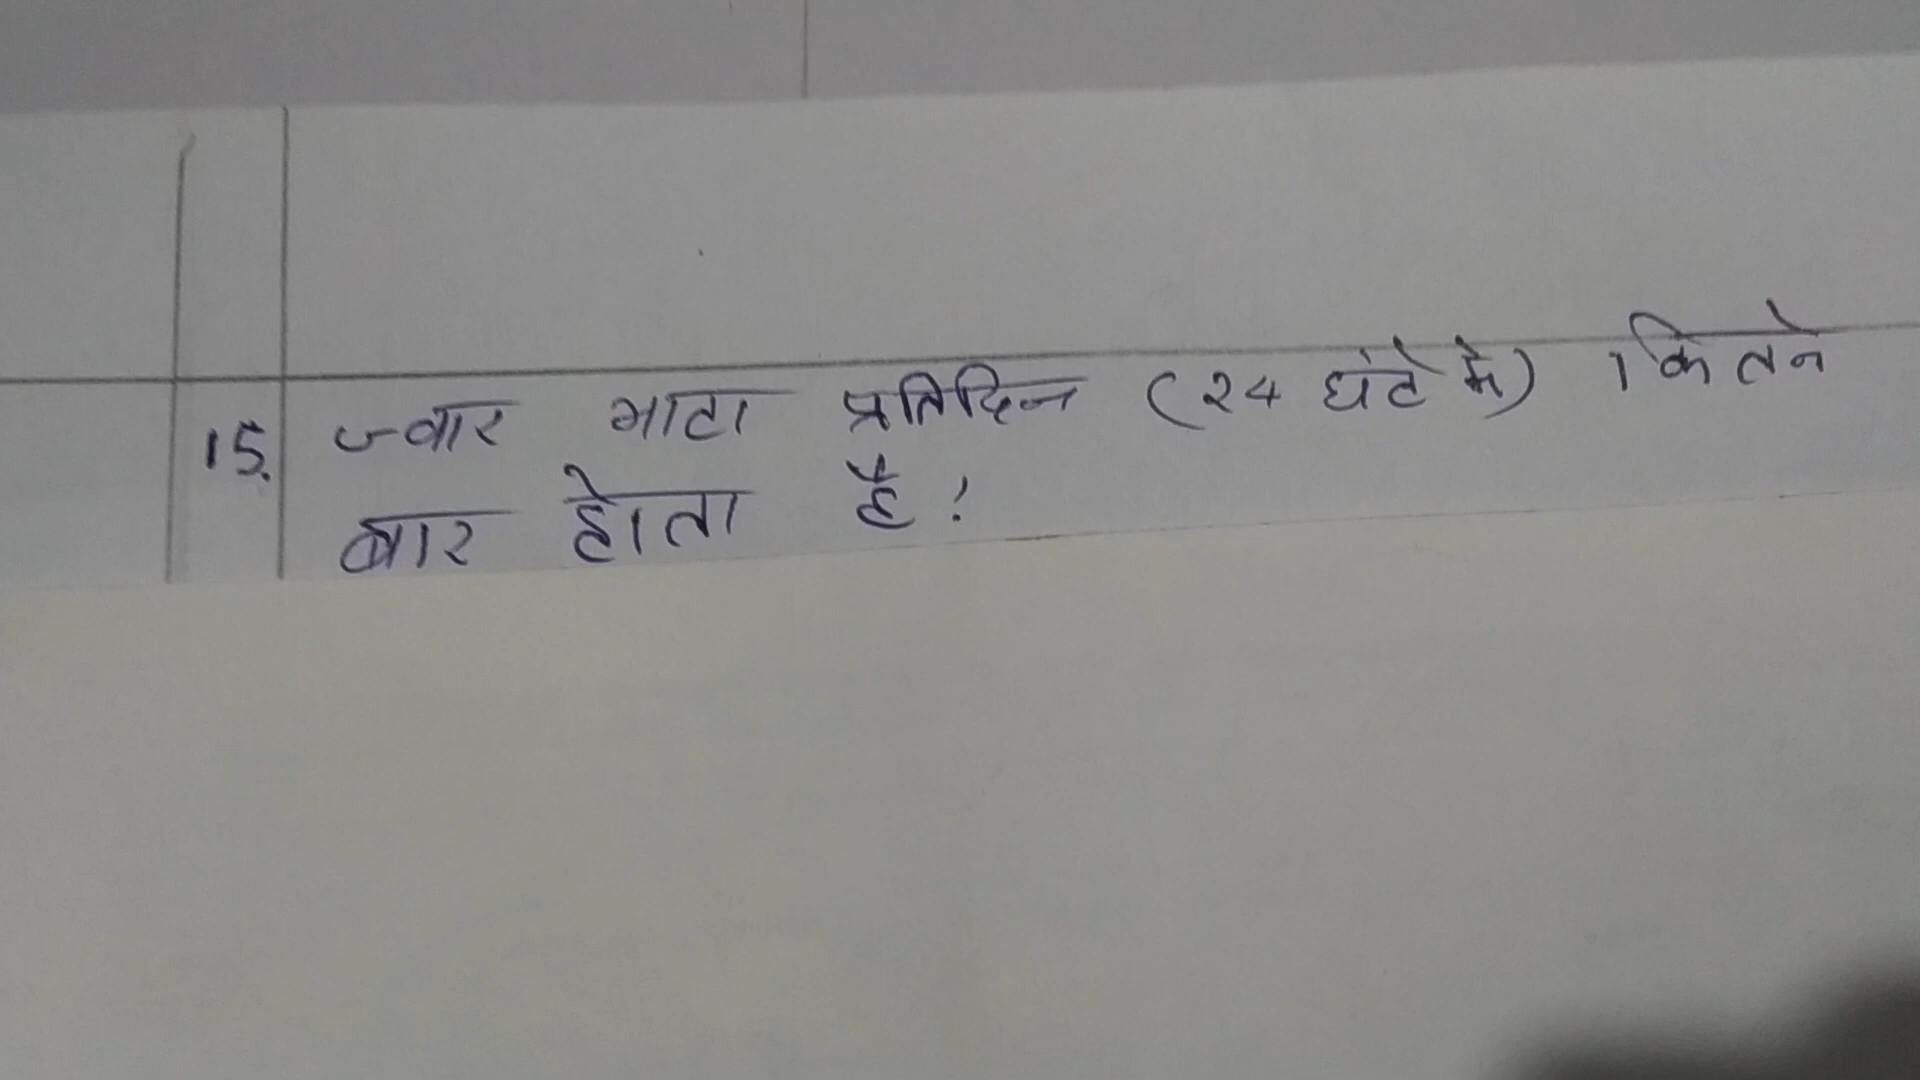 15. ज्वार भाटा प्रतिदिन (24 घंटे में) कितने
बार होता है!